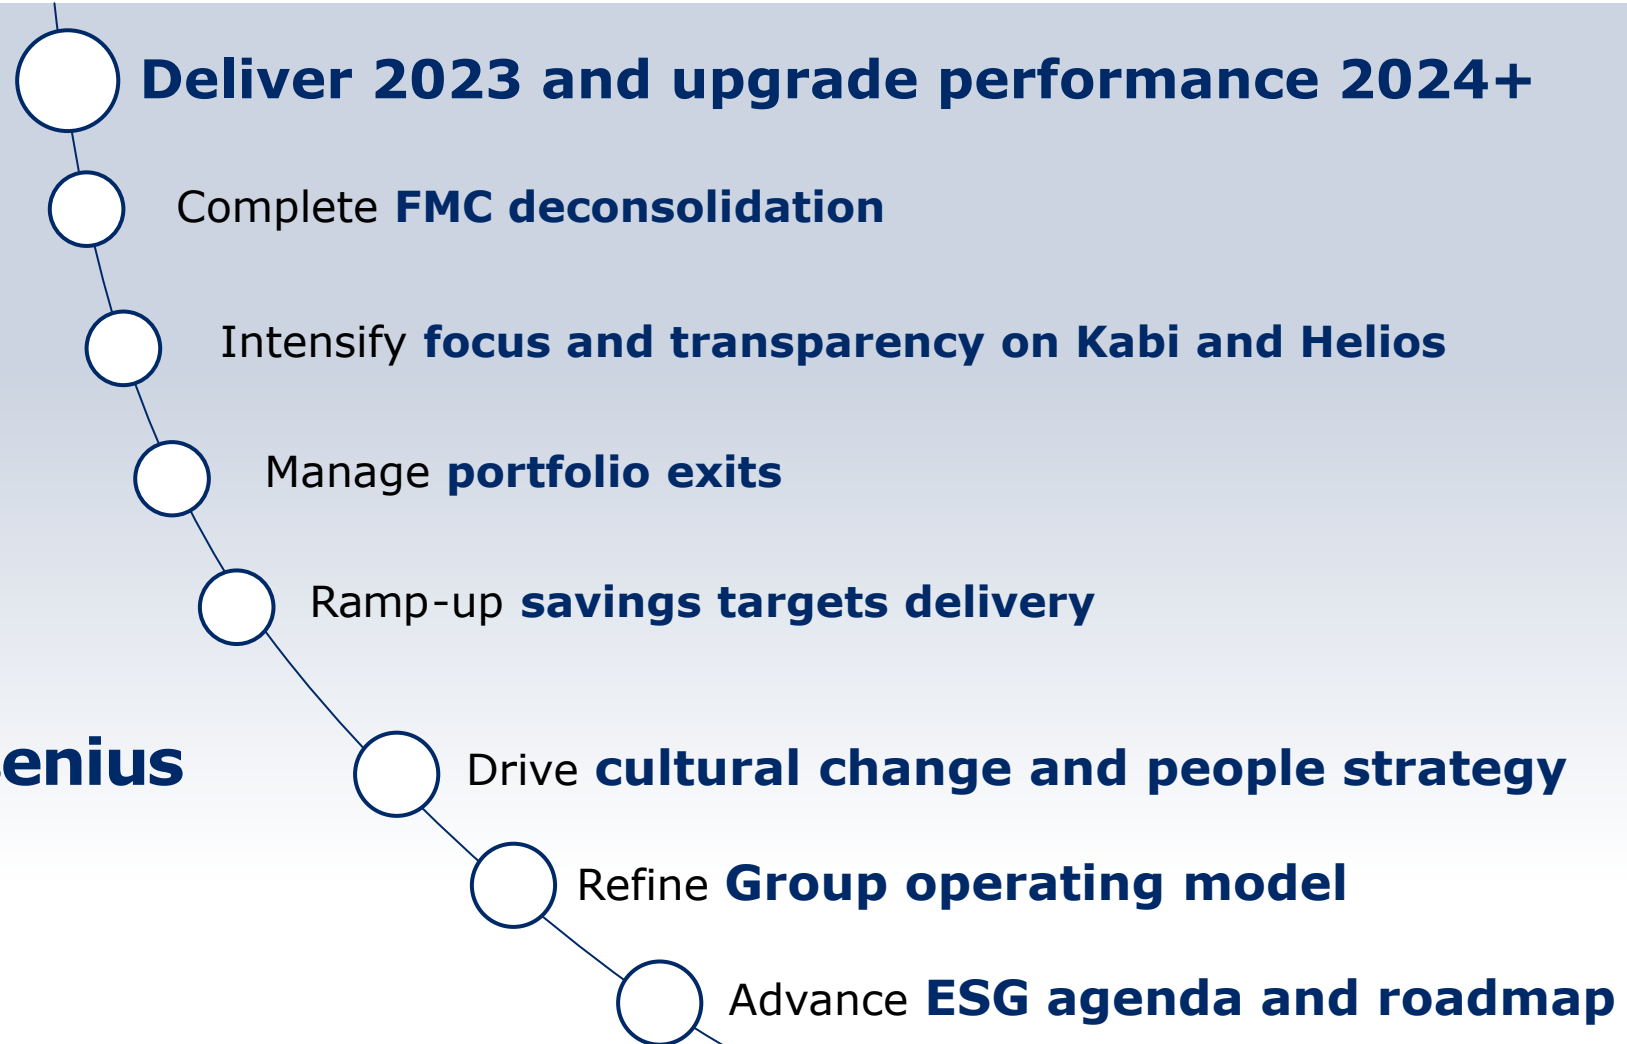 Deliver 2023 and upgrade performance 2024+
Complete FMC deconsolidation
Intensify focus and transparency on Kabi and Helios
Manage portfolio exits
Ramp-up savings targets delivery
enius
Drive cultural change and people strategy
Refine Group operating model
Advance ESG agenda and roadmap